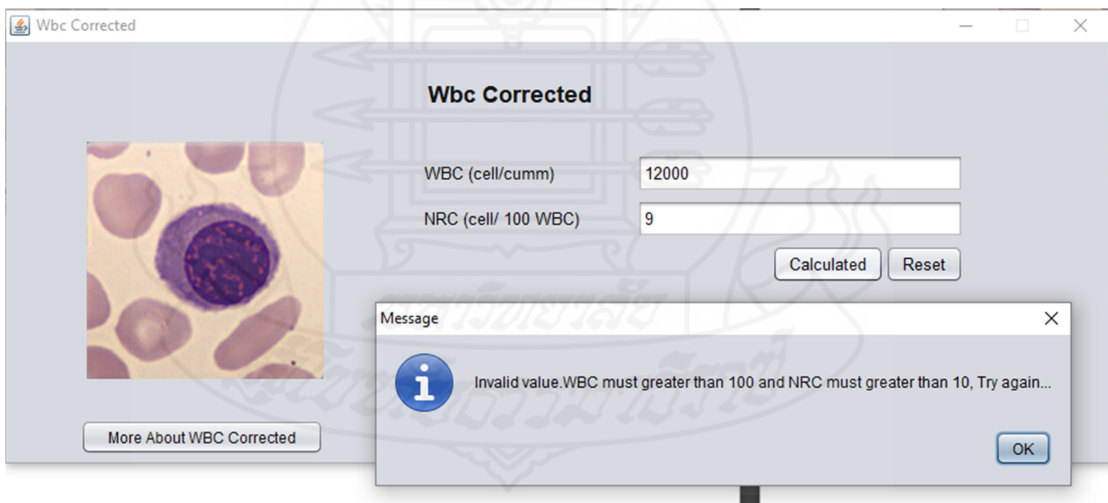 Wbc Corrected
Wbc Corrected
WBC (cell/cumm)
12000
NRC (cell/ 100 WBC)
9
Calculated
Reset
Message
Invalid value.WBC must greater than 100 and NRC must greater than 10, Try again...
OK
More About WBC Corrected